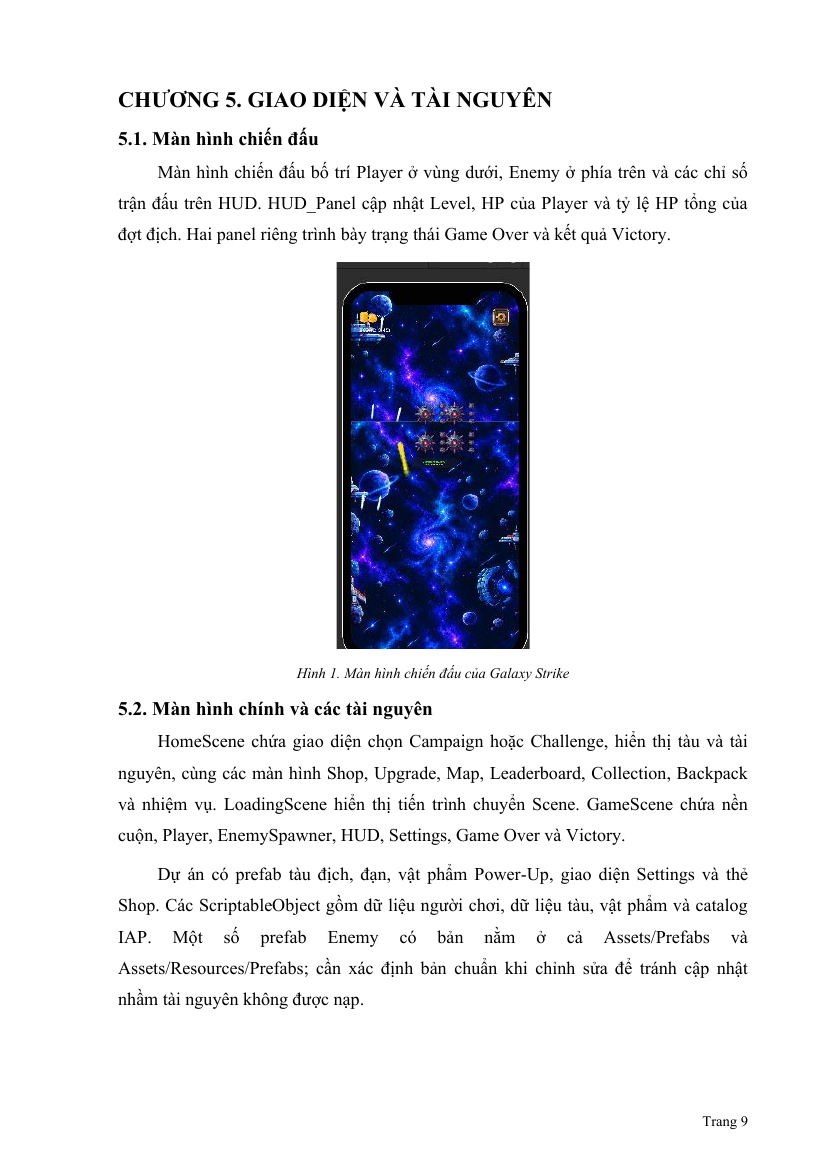 CHƯƠNG 5. GIAO DIỆN VÀ TÀI NGUYÊN
5.1. Màn hình chiến đấu
Màn hình chiến đấu bố trí Player ở vùng dưới, Enemy ở phía trên và các chỉ số
trận đấu trên HUD. HUD_Panel cập nhật Level, HP của Player và tỷ lệ HP tổng của
đợt địch. Hai panel riêng trình bày trạng thái Game Over và kết quả Victory.
Hình 1. Màn hình chiến đấu của Galaxy Strike
5.2. Màn hình chính và các tài nguyên
HomeScene chứa giao diện chọn Campaign hoặc Challenge, hiển thị tàu và tài
nguyên, cùng các màn hình Shop, Upgrade, Map, Leaderboard, Collection, Backpack
và nhiệm vụ. LoadingScene hiển thị tiến trình chuyển Scene. GameScene chứa nền
cuộn, Player, EnemySpawner, HUD, Settings, Game Over và Victory.
Dự án có prefab tàu địch, đạn, vật phẩm Power-Up, giao diện Settings và thẻ
Shop. Các ScriptableObject gồm dữ liệu người chơi, dữ liệu tàu, vật phẩm và catalog
IAP. Một số prefab Enemy có bản nằm ở cả Assets/Prefabs và
Assets/Resources/Prefabs; cần xác định bản chuẩn khi chỉnh sửa để tránh cập nhật
nhầm tài nguyên không được nạp.
Trang 9